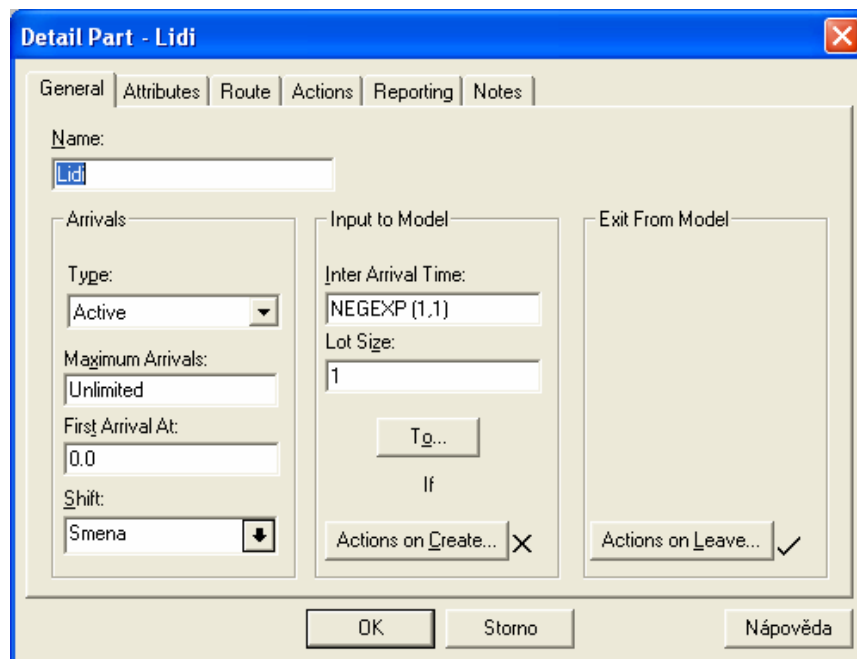 Detail Part - Lidi
General Attributes Route Actions Reporting Notes
Name:
Lidi
Arrivals
Type:
Active
Maximum Arrivals:
Unlimited
First Arrival At:
0.0
Shift:
Smena
Input to Model
Inter Arrival Time:
NEGEXP (1,1)
Lot Size:
1
To...
If
Actions on Create...
Exit From Model
Actions on Leave...
OK Storno Nápověda